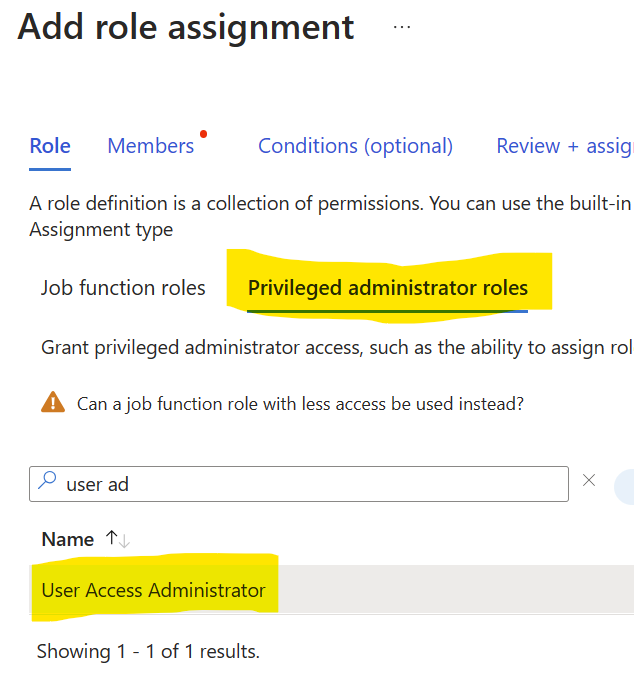 Add role assignment ...
Role Members Conditions (optional) Review + assig
A role definition is a collection of permissions. You can use the built-in
Assignment type
Job function roles Privileged administrator roles
Grant privileged administrator access, such as the ability to assign rol
Can a job function role with less access be used instead?
user ad
Name
User Access Administrator
Showing 1 - 1 of 1 results.